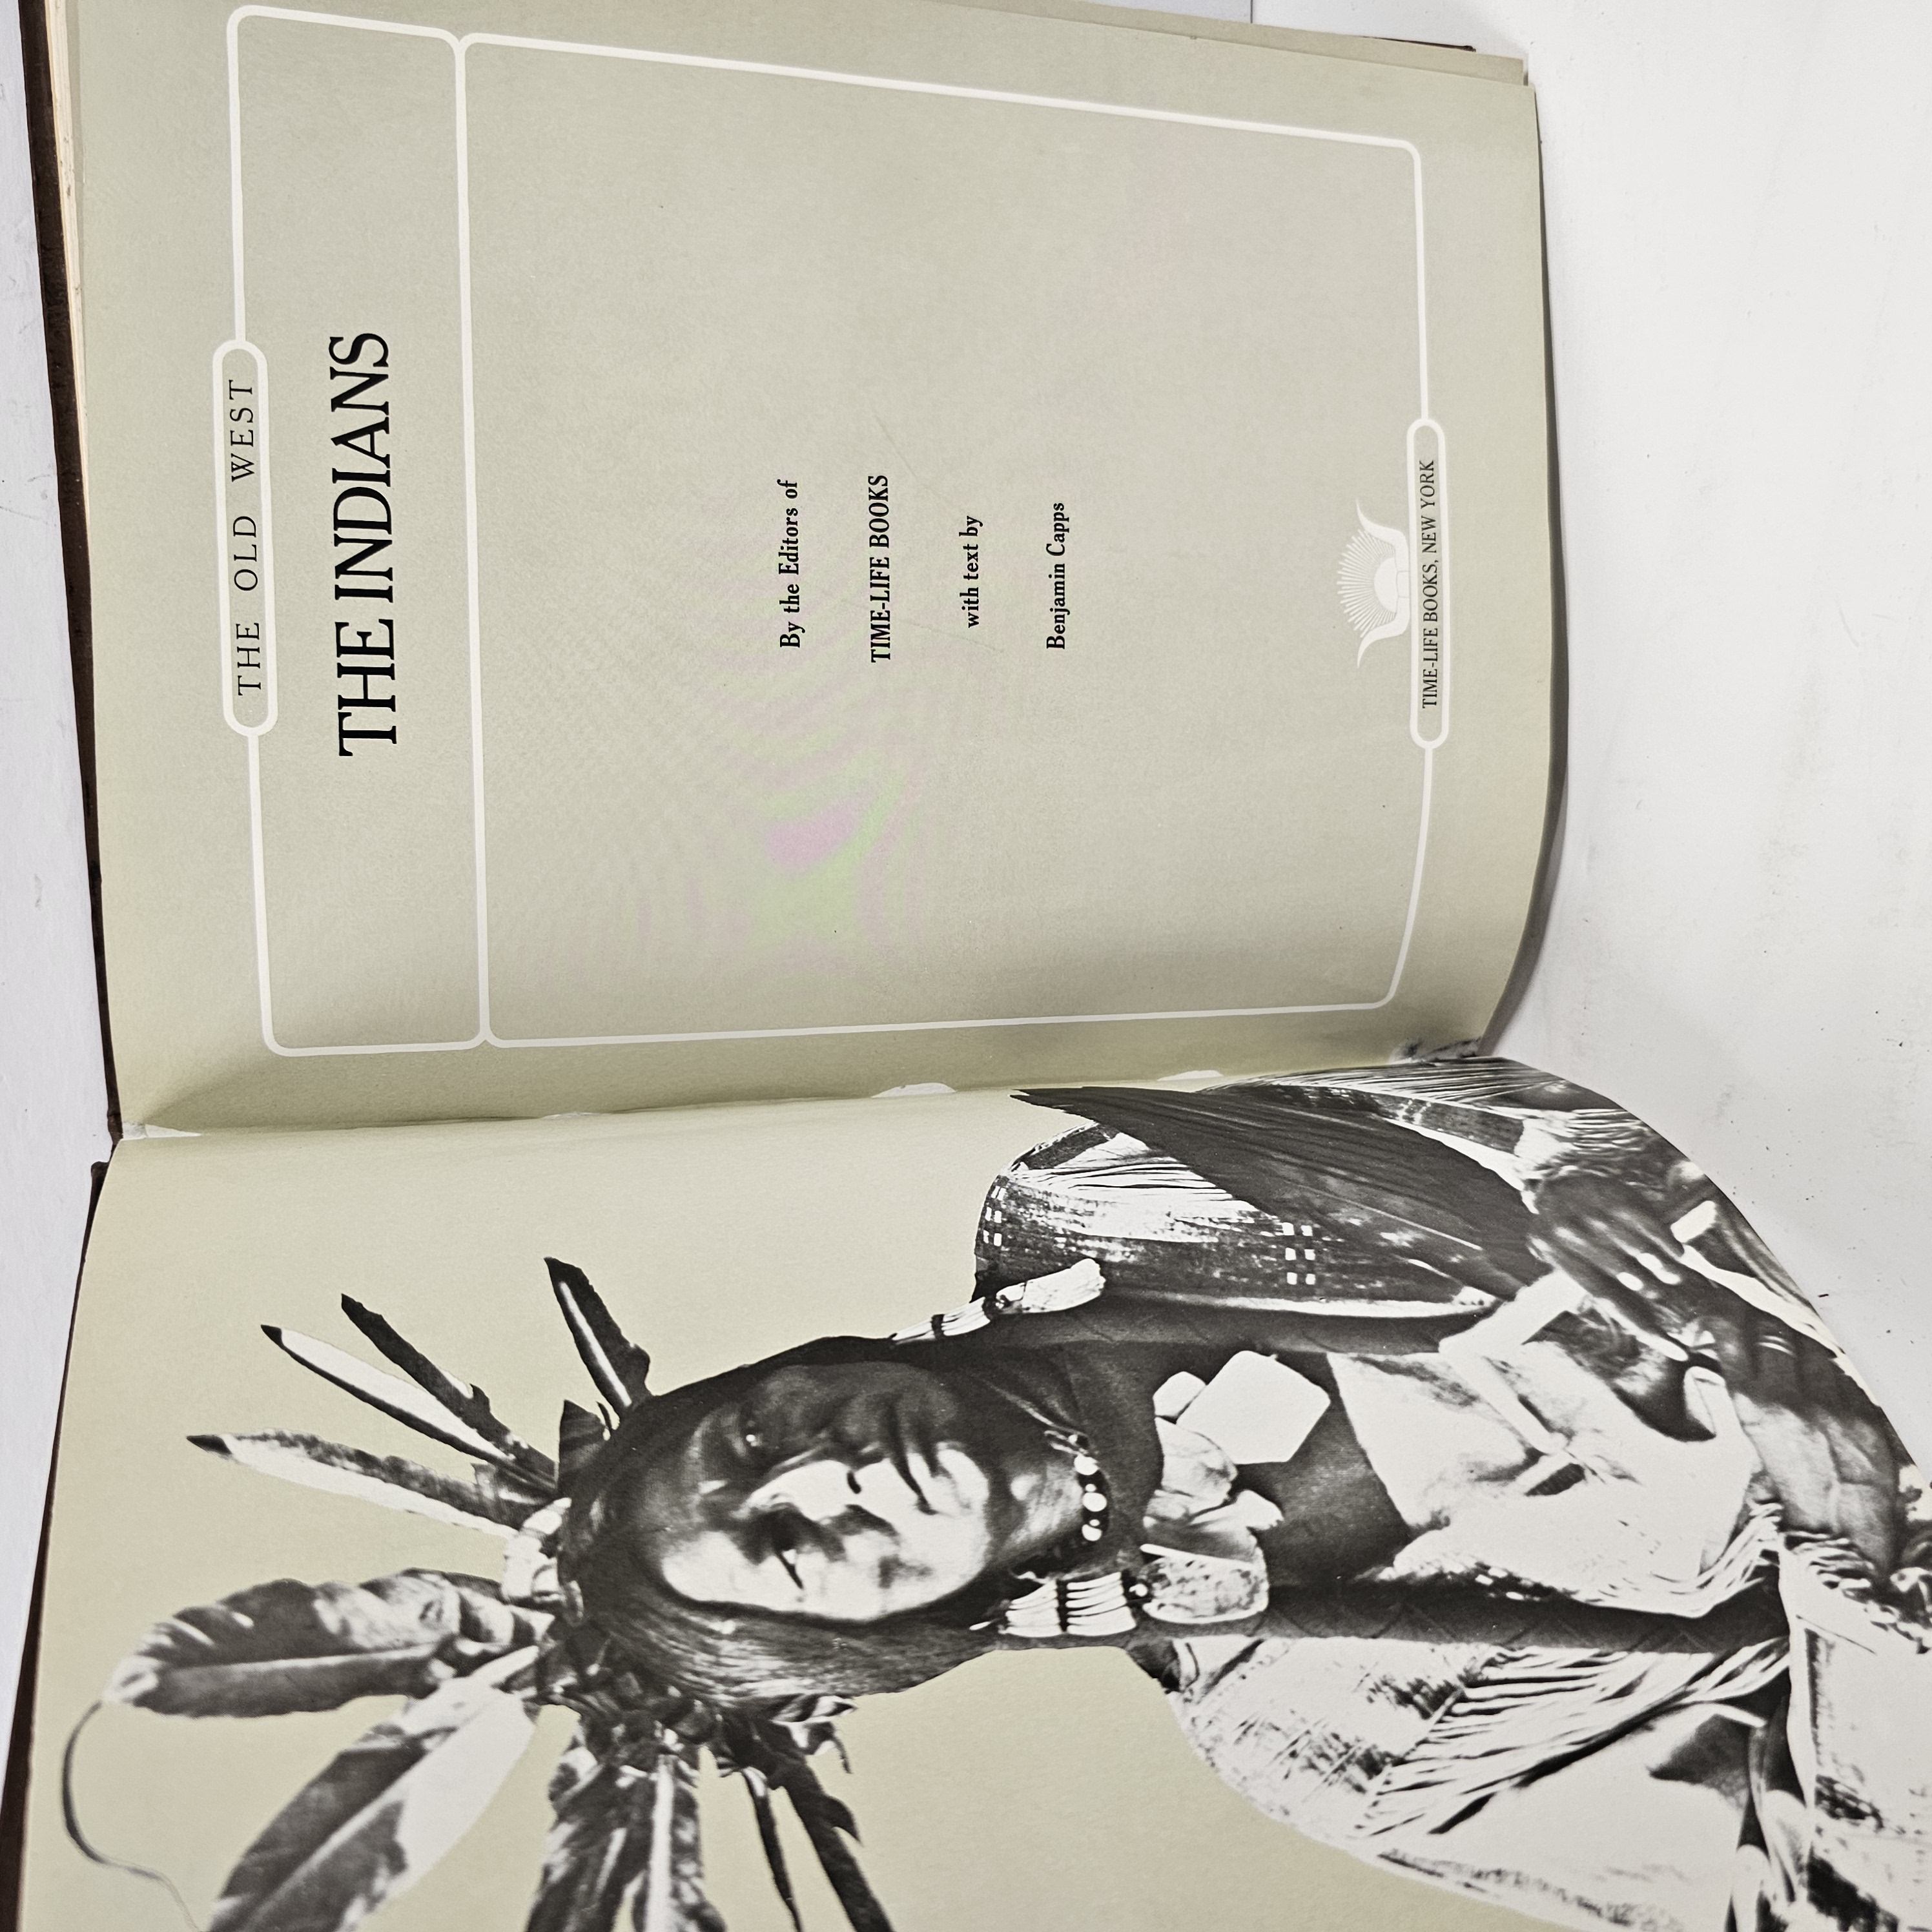 THE OLD WEST
THE INDIANS
By the Editors of
TIME-LIFE BOOKS
with text by
Benjamin Capps
TIME-LIFE BOOKS, NEW YORK